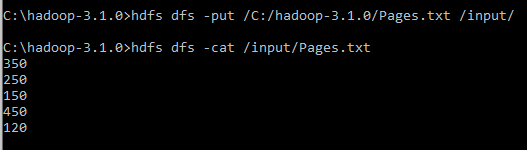 C:\hadoop-3.1.0>hdfs dfs -put /C:/hadoop-3.1.0/Pages.txt /input/
C:\hadoop-3.1.0>hdfs dfs -cat /input/Pages.txt
350
250
150
450
120